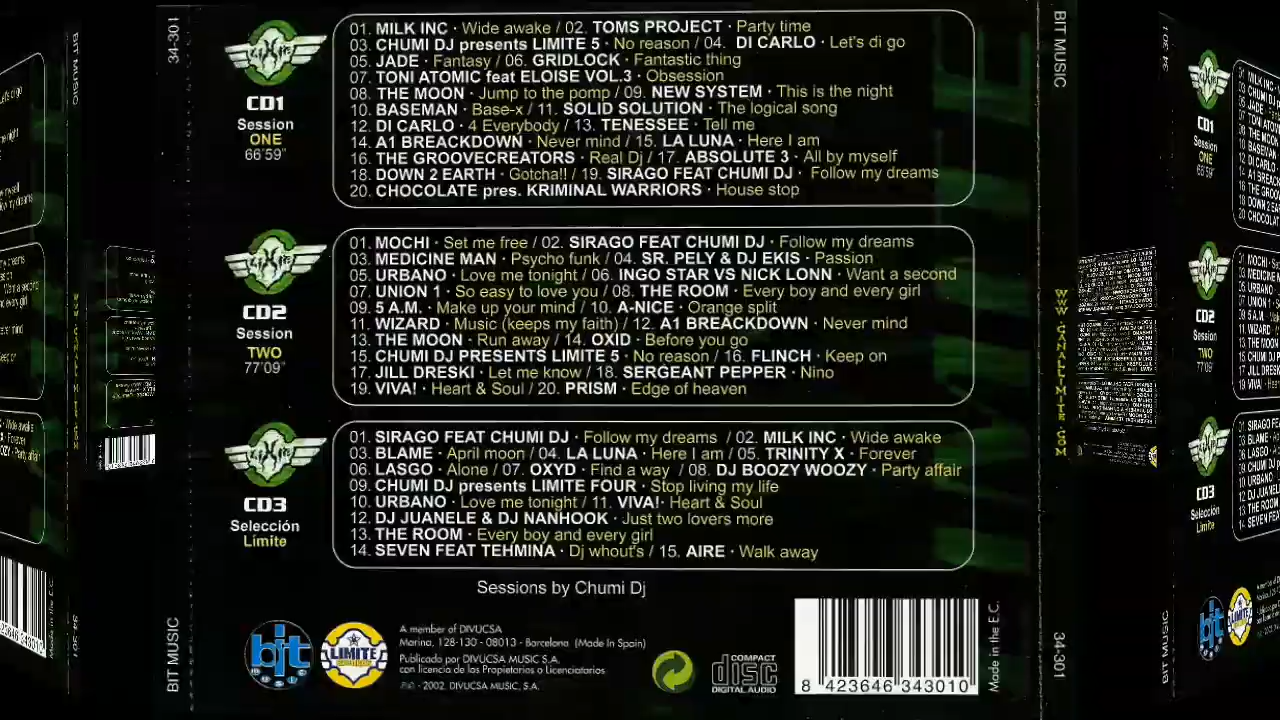 34-301
BIT MUSIC
CD1
Session
ONE
66'59"
01. MILK INC · Wide awake / 02. TOMS PROJECT · Party time
03. CHUMI DJ presents LIMITE 5 · No reason / 04. DI CARLO · Let's di go
05. JADE · Fantasy / 06. GRIDLOCK · Fantastic thing
07. TONI ATOMIC feat ELOISE VOL.3 · Obsession
08. THE MOON · Jump to the pomp / 09. NEW SYSTEM · This is the night
10. BASEMAN · Base-x / 11. SOLID SOLUTION · The logical song
12. DI CARLO · 4 Everybody / 13. TENESSEE · Tell me
14. A1 BREACKDOWN · Never mind / 15. LA LUNA · Here I am
16. THE GROOVECREATORS · Real Dj / 17. ABSOLUTE 3 · All by myself
18. DOWN 2 EARTH · Gotcha!! / 19. SIRAGO FEAT CHUMI DJ · Follow my dreams
20. CHOCOLATE pres. KRIMINAL WARRIORS · House stop
CD2
Session
TWO
77'09"
01. MOCHI · Set me free / 02. SIRAGO FEAT CHUMI DJ · Follow my dreams
03. MEDICINE MAN · Psycho funk / 04. SR. PELY & DJ EKIS · Passion
05. URBANO · Love me tonight / 06. INGO STAR VS NICK LONN · Want a second
07. UNION 1 · So easy to love you / 08. THE ROOM · Every boy and every girl
09. 5 A.M. · Make up your mind / 10. A-NICE · Orange split
11. WIZARD · Music (keeps my faith) / 12. A1 BREACKDOWN · Never mind
13. THE MOON · Run away / 14. OXID · Before you go
15. CHUMI DJ PRESENTS LIMITE 5 · No reason / 16. FLINCH · Keep on
17. JILL DRESKI · Let me know / 18. SERGEANT PEPPER · Nino
19. VIVA! · Heart & Soul / 20. PRISM · Edge of heaven
CD3
Selección
Límite
01. SIRAGO FEAT CHUMI DJ · Follow my dreams / 02. MILK INC · Wide awake
03. BLAME · April moon / 04. LA LUNA · Here I am / 05. TRINITY X · Forever
06. LASGO · Alone / 07. OXYD · Find a way / 08. DJ BOOZY WOOZY · Party affair
09. CHUMI DJ presents LIMITE FOUR · Stop living my life
10. URBANO · Love me tonight / 11. VIVA! · Heart & Soul
12. DJ JUANELE & DJ NANHOOK · Just two lovers more
13. THE ROOM · Every boy and every girl
14. SEVEN FEAT TEHMINA · Dj whout's / 15. AIRE · Walk away
Sessions by Chumi Dj
bit
LIMITE
A member of DIVUCSA
Marina, 128-130 - 08013 - Barcelona (Made In Spain)
Publicado por DIVUCSA MUSIC S.A.
con licencia de los Propietarios o Licenciatarios
℗© - 2002. DIVUCSA MUSIC, S.A.
COMPACT
disc
DIGITAL AUDIO
8 423646 343010
Made in the E.C.
BIT MUSIC
WWW.CANALLIMITE.COM
34-301